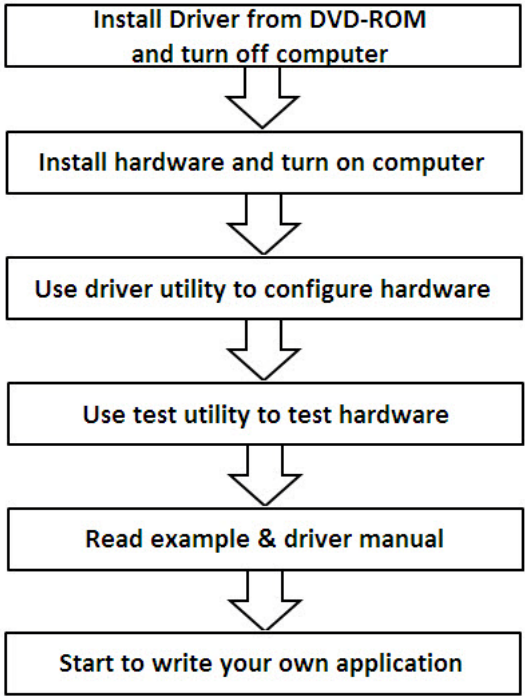 Install Driver from DVD-ROM
and turn off computer
Install hardware and turn on computer
Use driver utility to configure hardware
Use test utility to test hardware
Read example & driver manual
Start to write your own application